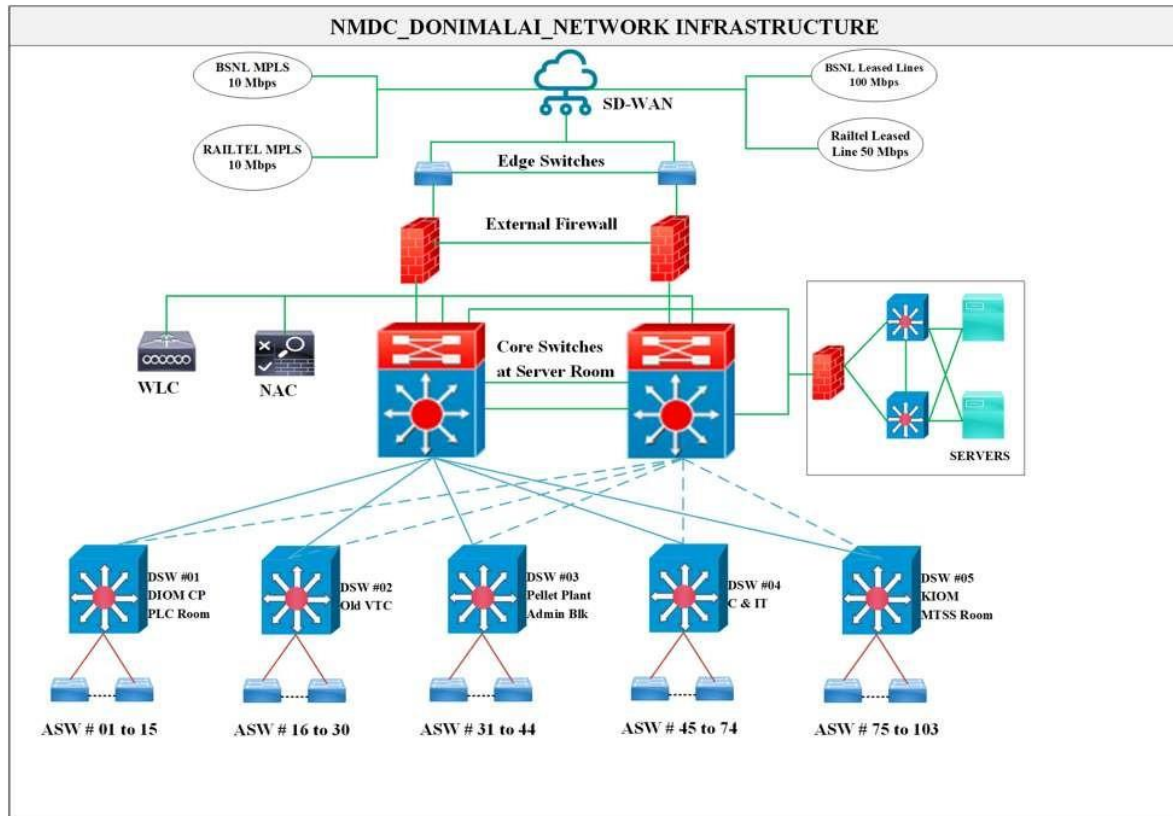 NMDC_DONIMALAI_NETWORK INFRASTRUCTURE
BSNL MPLS
10 Mbps
BSNL Leased Lines
100 Mbps
SD-WAN
RAILTEL MPLS
10 Mbps
Railtel Leased
Line 50 Mbps
Edge Switches
External Firewall
WLC
NAC
Core Switches
at Server Room
SERVERS
DSW #01
DIOM CP
PLC Room
DSW #02
Old VTC
DSW #03
Pellet Plant
Admin Blk
DSW #04
C & IT
DSW #05
KIOM
MTSS Room
ASW # 01 to 15
ASW # 16 to 30
ASW # 31 to 44
ASW # 45 to 74
ASW # 75 to 103